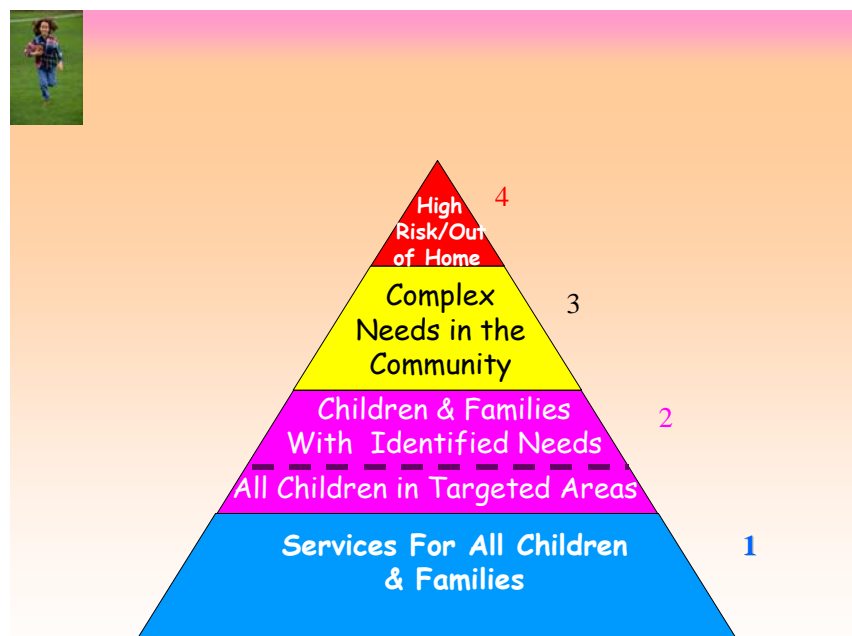 4
High
Risk/Out
of Home
3
Complex
Needs in the
Community
2
Children & Families
With Identified Needs
All Children in Targeted Areas
1
Services For All Children
& Families